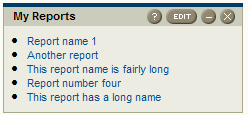 My Reports ? EDIT
Report name 1
Another report
This report name is fairly long
Report number four
This report has a long name